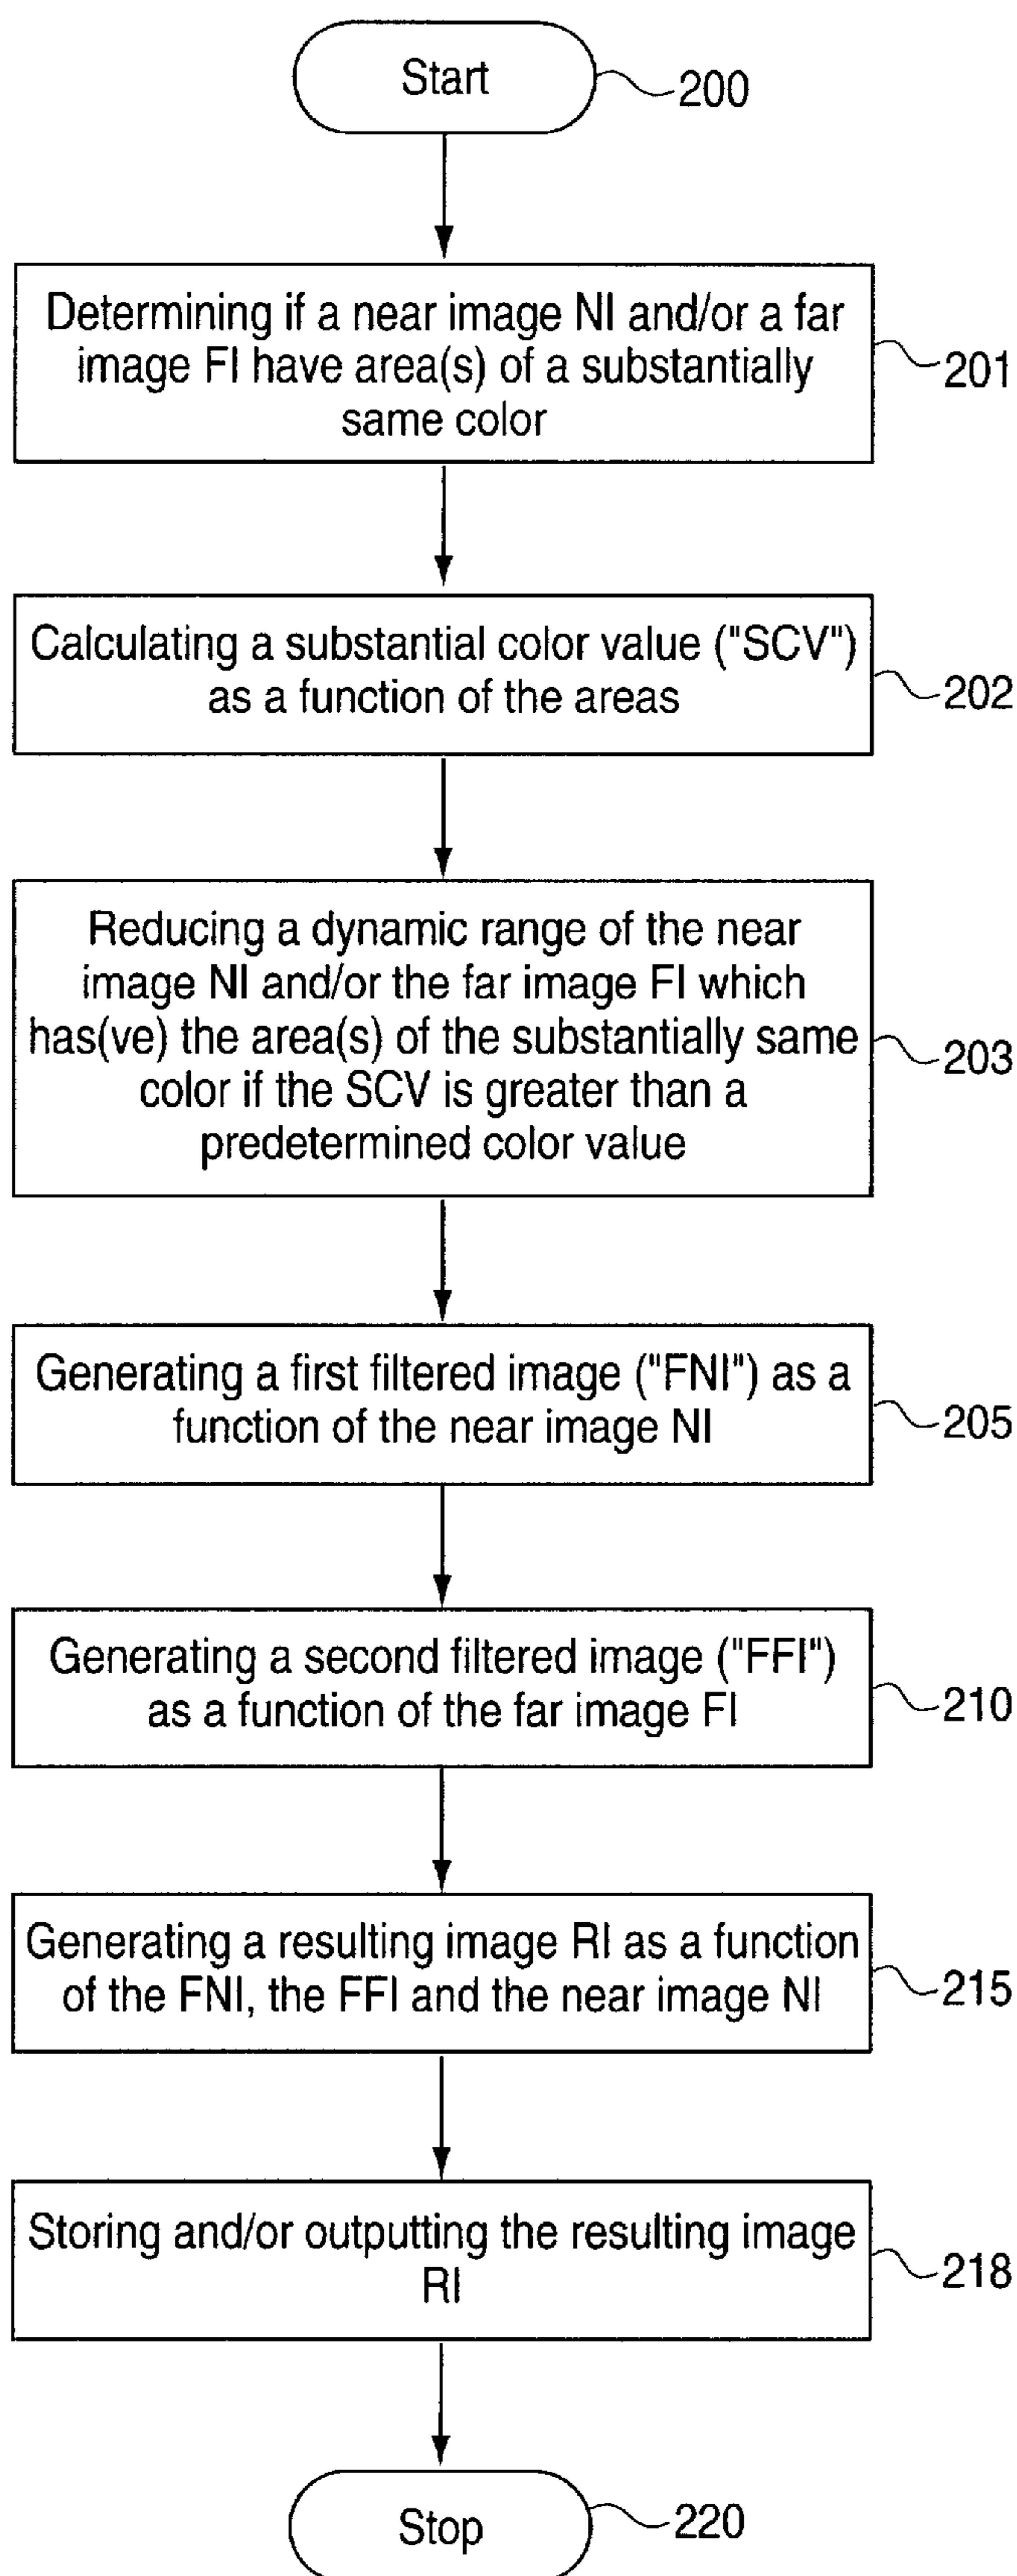 Start
200
Determining if a near image NI and/or a far
image FI have area(s) of a substantially
same color
201
Calculating a substantial color value ("SCV")
as a function of the areas
202
Reducing a dynamic range of the near
image NI and/or the far image FI which
has(ve) the area(s) of the substantially same
color if the SCV is greater than a
predetermined color value
203
Generating a first filtered image ("FNI") as a
function of the near image NI
205
Generating a second filtered image ("FFI")
as a function of the far image FI
210
Generating a resulting image RI as a function
of the FNI, the FFI and the near image NI
215
Storing and/or outputting the resulting image
RI
218
Stop
220